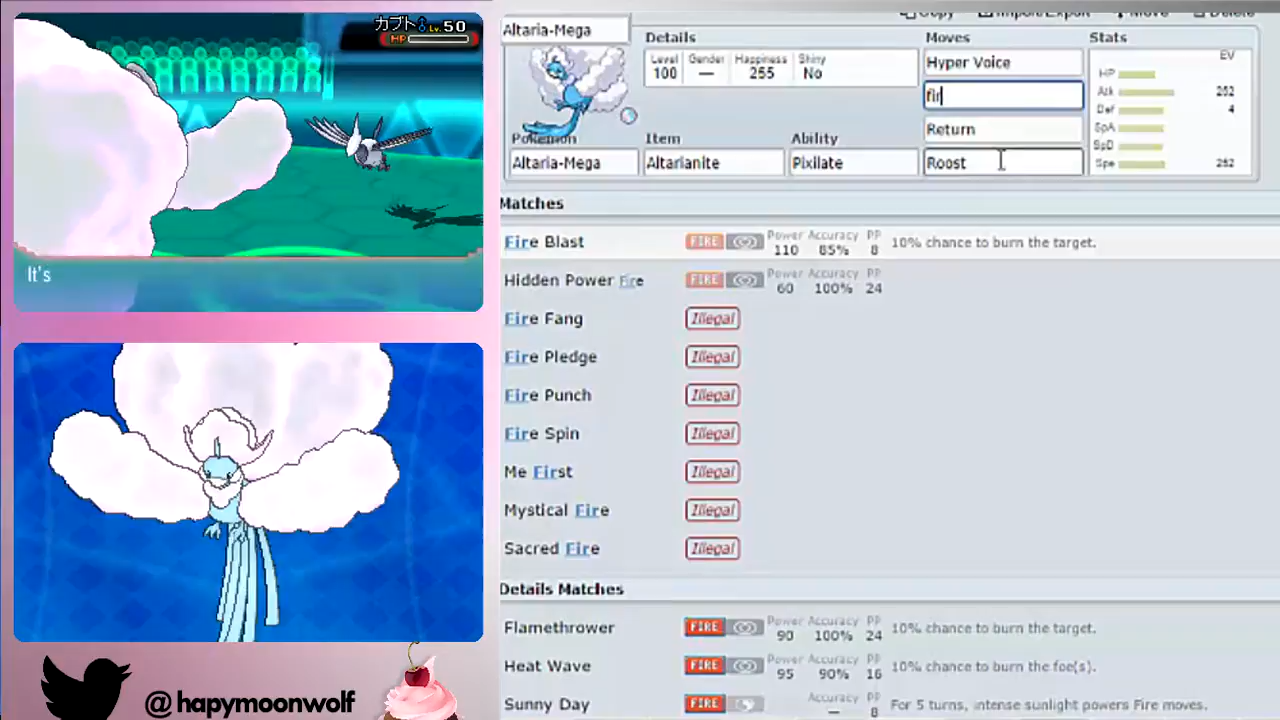 カブト♂ Lv.50
HP
It's
@hapymoonwolf
Altaria-Mega
Copy Import/Export Move Delete
Details
Level Gender Happiness Shiny
100 — 255 No
Pokémon Item Ability
Altaria-Mega Altarianite Pixilate
Moves
Hyper Voice
fir
Return
Roost
Stats
EV
HP
Atk 252
Def 4
SpA
SpD
Spe 252
Matches
Fire Blast FIRE Power 110 Accuracy 85% PP 8 10% chance to burn the target.
Hidden Power Fire FIRE Power 60 Accuracy 100% PP 24
Fire Fang Illegal
Fire Pledge Illegal
Fire Punch Illegal
Fire Spin Illegal
Me First Illegal
Mystical Fire Illegal
Sacred Fire Illegal
Details Matches
Flamethrower FIRE Power 90 Accuracy 100% PP 24 10% chance to burn the target.
Heat Wave FIRE Power 95 Accuracy 90% PP 16 10% chance to burn the foe(s).
Sunny Day FIRE Accuracy — PP 8 For 5 turns, intense sunlight powers Fire moves.